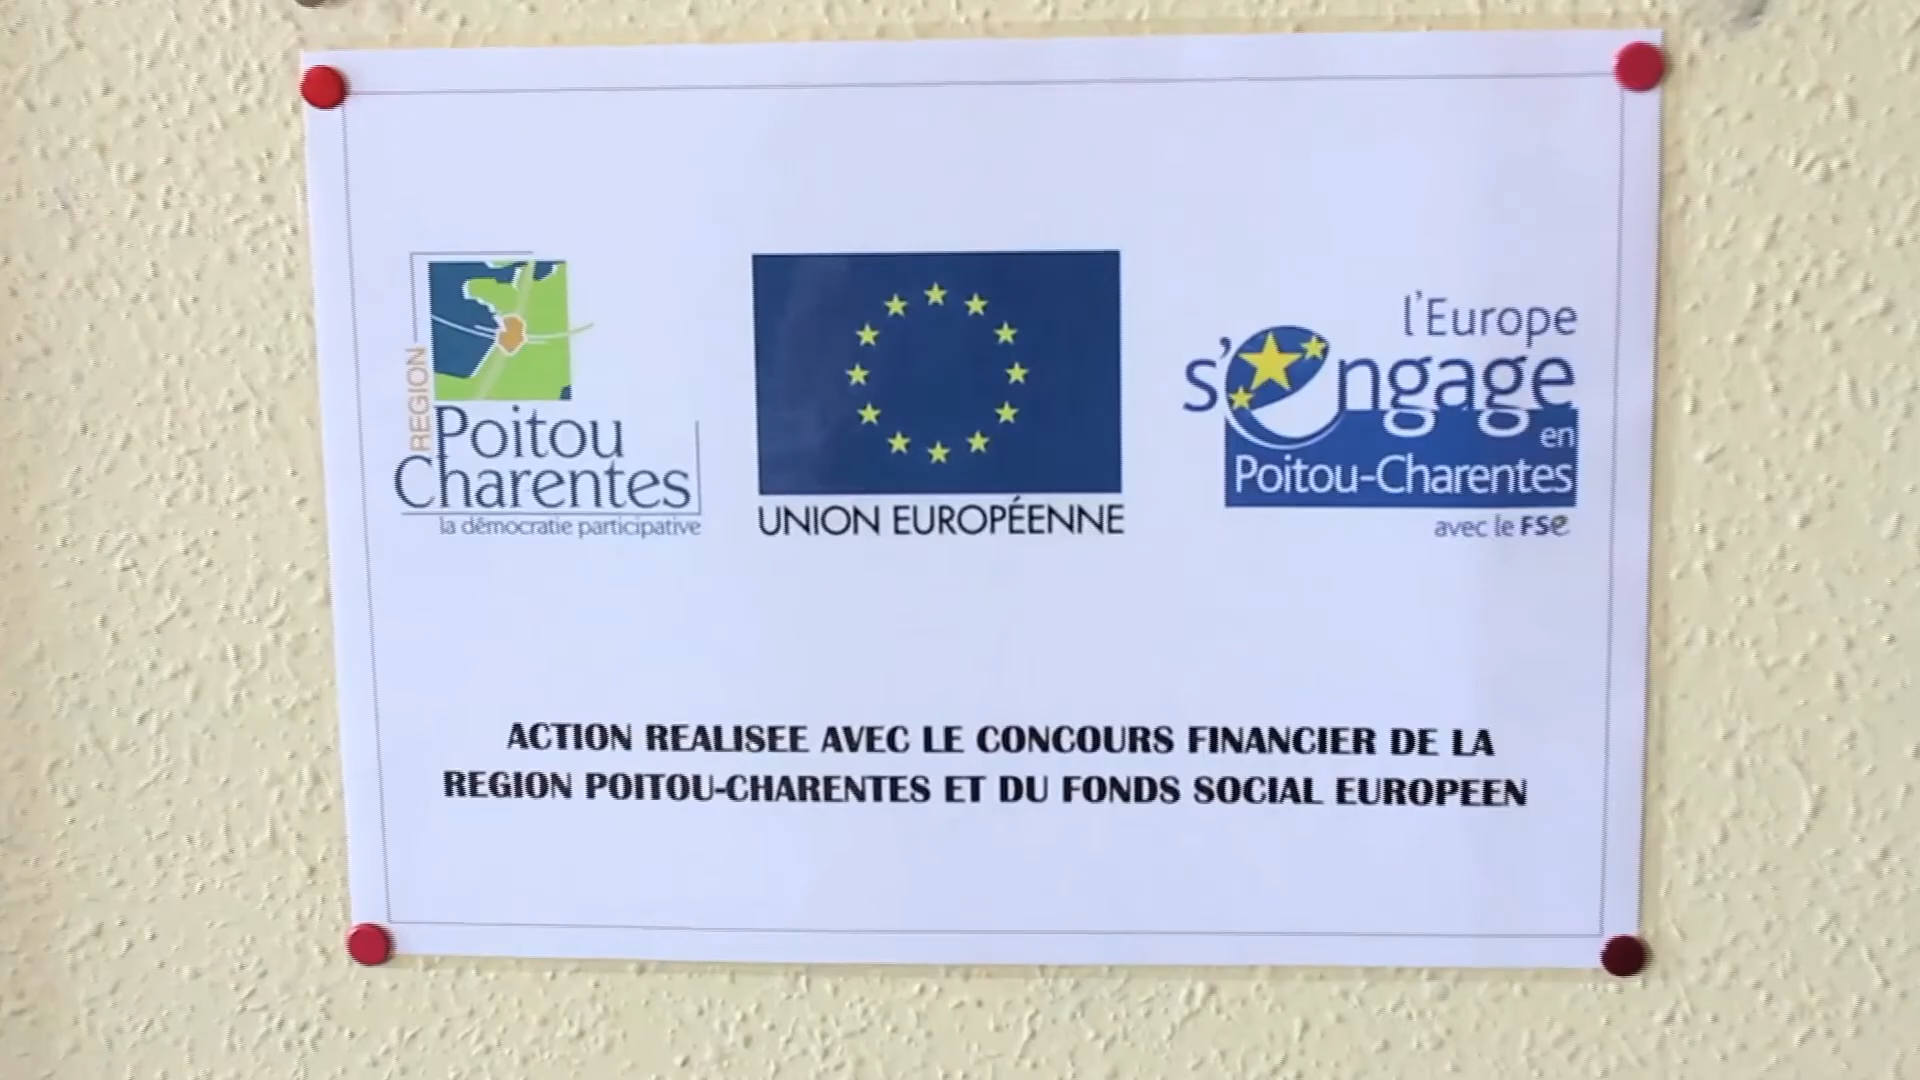 REGION
Poitou
Charentes
la démocratie participative
UNION EUROPÉENNE
l'Europe
s'engage
en
Poitou-Charentes
avec le FSe
ACTION REALISEE AVEC LE CONCOURS FINANCIER DE LA
REGION POITOU-CHARENTES ET DU FONDS SOCIAL EUROPEEN